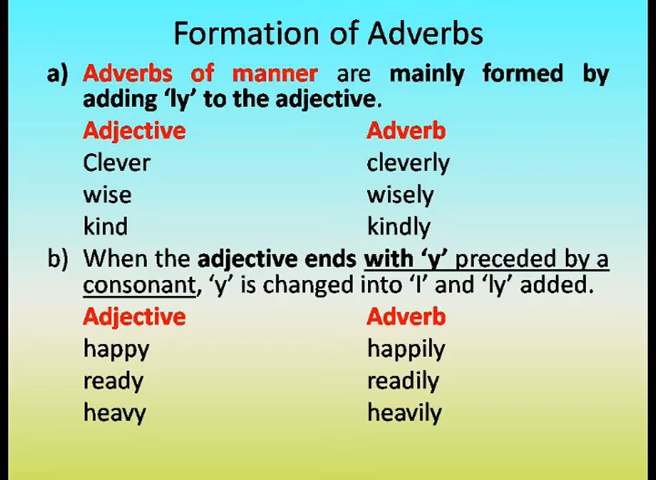 Formation of Adverbs
a) Adverbs of manner are mainly formed by
adding ‘ly’ to the adjective.
Adjective Adverb
Clever cleverly
wise wisely
kind kindly
b) When the adjective ends with ‘y’ preceded by a
consonant, ‘y’ is changed into ‘I’ and ‘ly’ added.
Adjective Adverb
happy happily
ready readily
heavy heavily